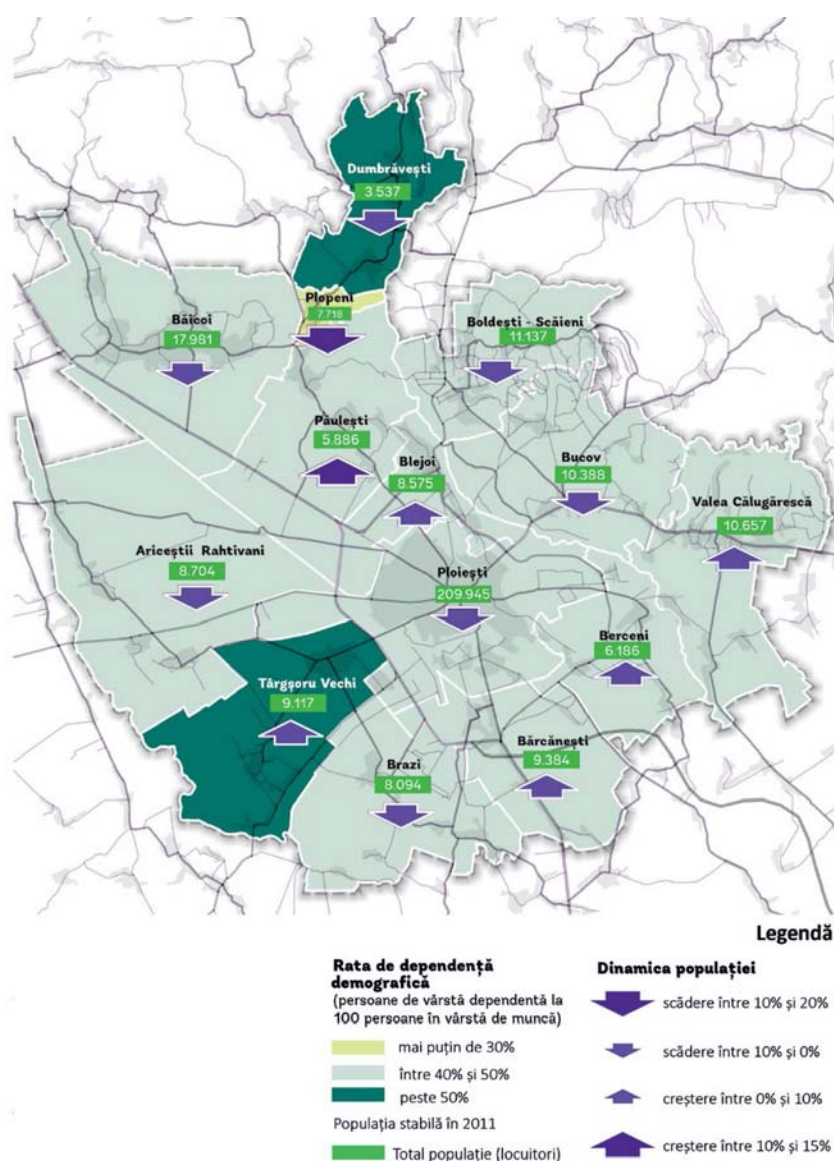 Dumbrăvești
3.537
Plopeni
7.718
Băicoi
17.981
Boldești - Scăieni
11.137
Păulești
5.886
Blejoi
8.575
Bucov
10.388
Valea Călugărescă
10.657
Ariceștii Rahtivani
8.704
Ploiești
209.945
Berceni
6.186
Târgșoru Vechi
9.117
Bărcănești
9.384
Brazi
8.094
Legendă
Rata de dependență
demografică
(persoane de vârstă dependentă la
100 persoane în vârstă de muncă)
mai puțin de 30%
între 40% și 50%
peste 50%
Populația stabilă în 2011
Total populație (locuitori)
Dinamica populației
scădere între 10% și 20%
scădere între 10% și 0%
creștere între 0% și 10%
creștere între 10% și 15%